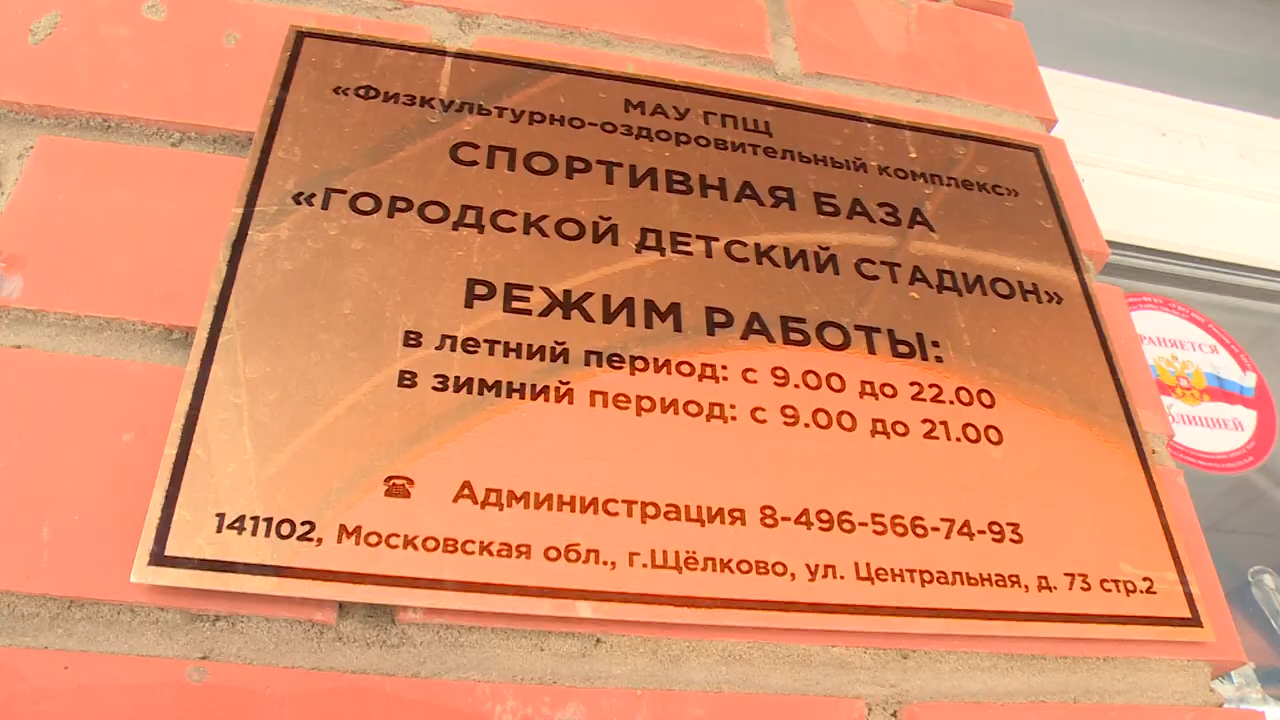 МАУ ГПЩ
«Физкультурно-оздоровительный комплекс»
СПОРТИВНАЯ БАЗА
«ГОРОДСКОЙ ДЕТСКИЙ СТАДИОН»
РЕЖИМ РАБОТЫ:
в летний период: с 9.00 до 22.00
в зимний период: с 9.00 до 21.00
☎ Администрация 8-496-566-74-93
141102, Московская обл., г.Щёлково, ул. Центральная, д. 73 стр.2